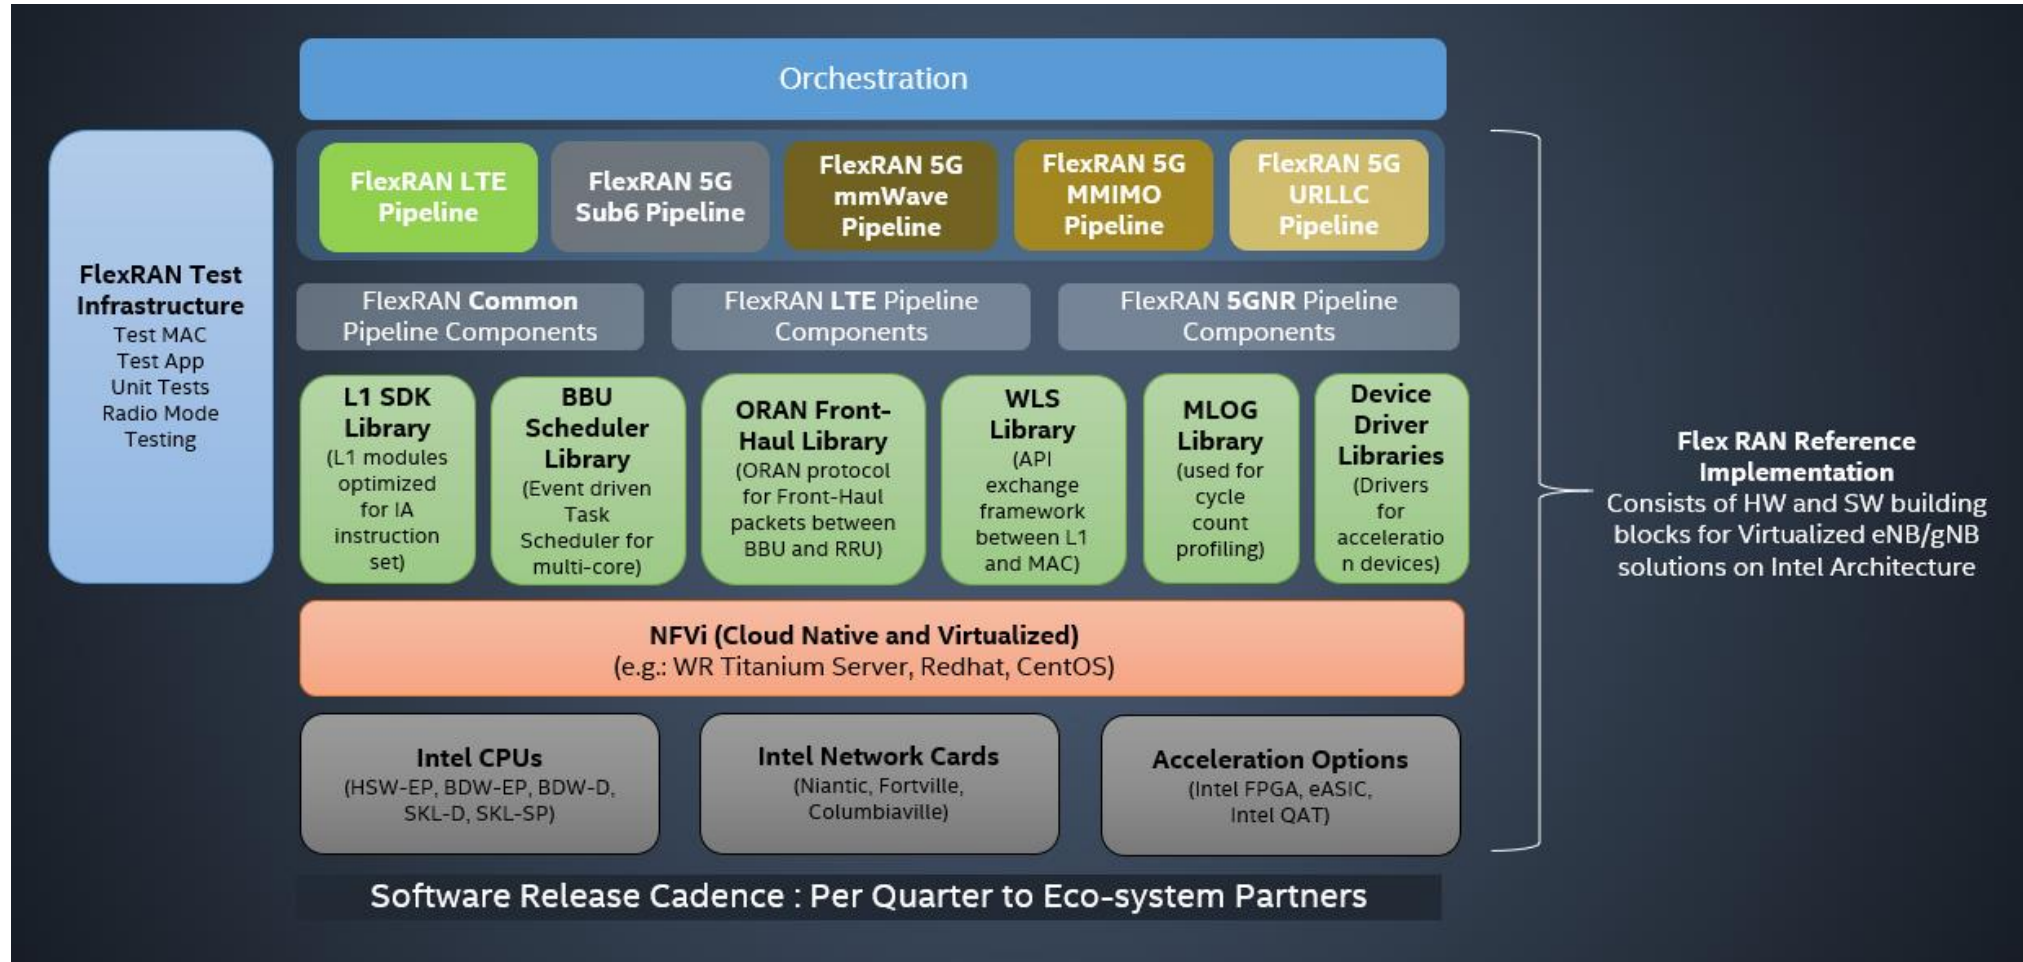 Orchestration
FlexRAN LTE
Pipeline
FlexRAN 5G
Sub6 Pipeline
FlexRAN 5G
mmWave
Pipeline
FlexRAN 5G
MMIMO
Pipeline
FlexRAN 5G
URLLC
Pipeline
FlexRAN Test
Infrastructure
Test MAC
Test App
Unit Tests
Radio Mode
Testing
FlexRAN Common
Pipeline Components
FlexRAN LTE Pipeline
Components
FlexRAN 5GNR Pipeline
Components
L1 SDK
Library
(L1 modules
optimized
for IA
instruction
set)
BBU
Scheduler
Library
(Event driven
Task
Scheduler for
multi-core)
ORAN Front-
Haul Library
(ORAN protocol
for Front-Haul
packets between
BBU and RRU)
WLS
Library
(API
exchange
framework
between L1
and MAC)
MLOG
Library
(used for
cycle
count
profiling)
Device
Driver
Libraries
(Drivers
for
acceleratio
n devices)
Flex RAN Reference
Implementation
Consists of HW and SW building
blocks for Virtualized eNB/gNB
solutions on Intel Architecture
NFVi (Cloud Native and Virtualized)
(e.g.: WR Titanium Server, Redhat, CentOS)
Intel CPUs
(HSW-EP, BDW-EP, BDW-D,
SKL-D, SKL-SP)
Intel Network Cards
(Niantic, Fortville,
Columbiaville)
Acceleration Options
(Intel FPGA, eASIC,
Intel QAT)
Software Release Cadence : Per Quarter to Eco-system Partners